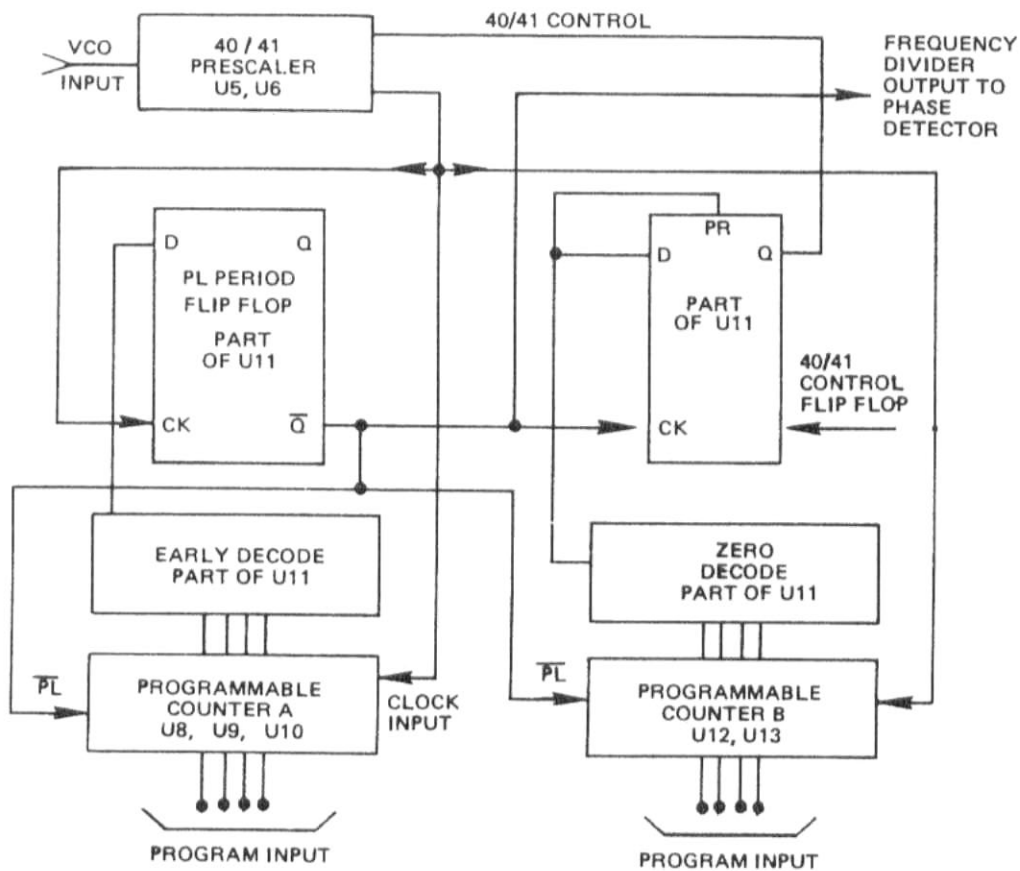 40/41 CONTROL
VCO
INPUT
40 / 41
PRESCALER
U5, U6
FREQUENCY
DIVIDER
OUTPUT TO
PHASE
DETECTOR
D
Q
PL PERIOD
FLIP FLOP
PART
OF U11
CK
Q̅
PR
D
Q
PART
OF U11
CK
40/41
CONTROL
FLIP FLOP
EARLY DECODE
PART OF U11
ZERO
DECODE
PART OF U11
P̅L̅
PROGRAMMABLE
COUNTER A
U8, U9, U10
CLOCK
INPUT
P̅L̅
PROGRAMMABLE
COUNTER B
U12, U13
PROGRAM INPUT
PROGRAM INPUT